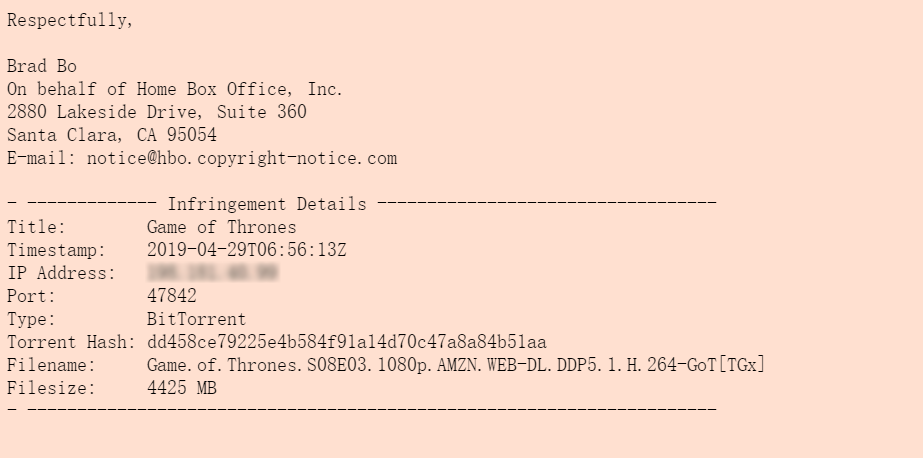 Respectfully,
Brad Bo
On behalf of Home Box Office, Inc.
2880 Lakeside Drive, Suite 360
Santa Clara, CA 95054
E-mail: notice@hbo.copyright-notice.com
- ------------- Infringement Details ----------------------------------
Title: Game of Thrones
Timestamp: 2019-04-29T06:56:13Z
IP Address:
Port: 47842
Type: BitTorrent
Torrent Hash: dd458ce79225e4b584f91a14d70c47a8a84b51aa
Filename: Game.of.Thrones.S08E03.1080p.AMZN.WEB-DL.DDP5.1.H.264-GoT[TGx]
Filesize: 4425 MB
- ---------------------------------------------------------------------